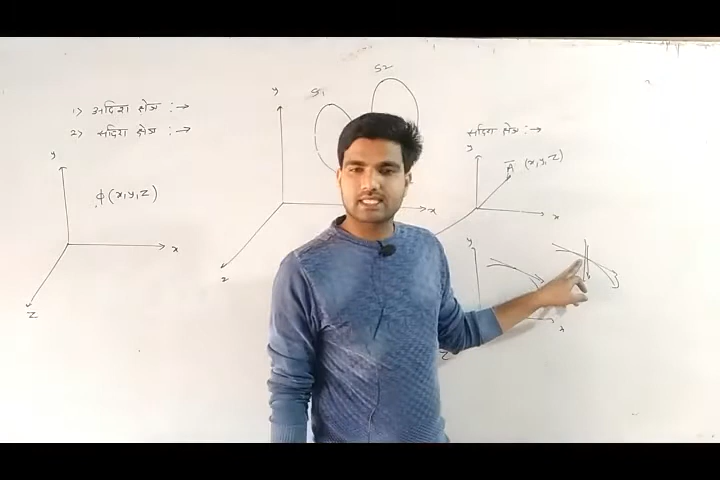 1) अदिश क्षेत्र :→
2) सदिश क्षेत्र :→
y
ϕ (x,y,z)
x
z
y
S1
S2
x
z
सदिश क्षेत्र :→
y
A (x,y,z)
x
y
x
z